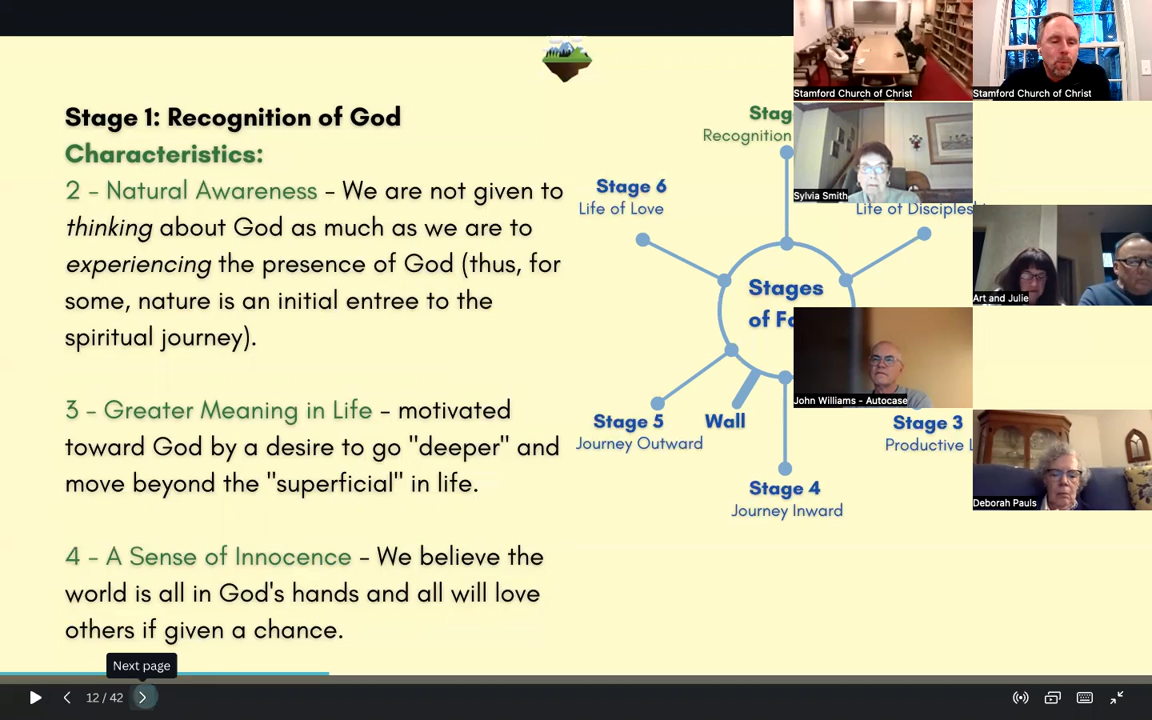 Stage 1: Recognition of God
Characteristics:
2 - Natural Awareness - We are not given to
thinking about God as much as we are to
experiencing the presence of God (thus, for
some, nature is an initial entree to the
spiritual journey).
3 - Greater Meaning in Life - motivated
toward God by a desire to go "deeper" and
move beyond the "superficial" in life.
4 - A Sense of Innocence - We believe the
world is all in God's hands and all will love
others if given a chance.
Recognition
Stage 6
Life of Love
Life of
Stages
of
Stage 5
Journey Outward
Wall
Stage 4
Journey Inward
Stage 3
Productive
Stamford Church of Christ
Stamford Church of Christ
Sylvia Smith
Art and Julie
John Williams - Autocase
Deborah Pauls
Next page
12 / 42